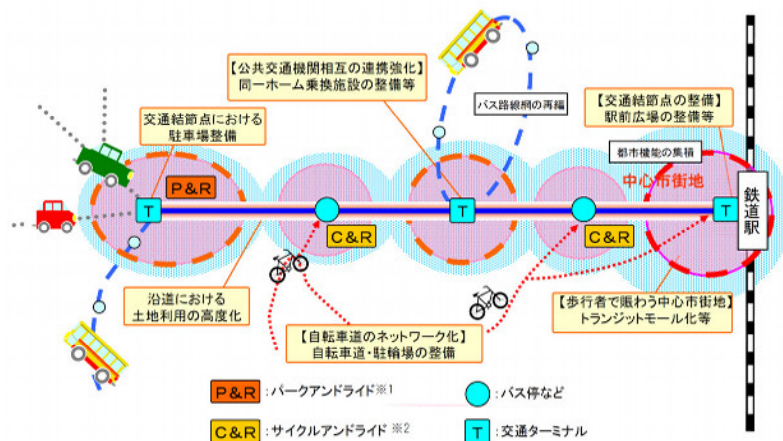 【公共交通機関相互の連携強化】
同一ホーム乗換施設の整備等
バス路線網の再編
【交通結節点の整備】
駅前広場の整備等
交通結節点における
駐車場整備
都市機能の集積
中心市街地
P&R
T
T
T
鉄道駅
C&R
C&R
沿道における
土地利用の高度化
【歩行者で賑わう中心市街地】
トランジットモール化等
【自転車道のネットワーク化】
自転車道・駐輪場の整備
P&R :パークアンドライド※1
:バス停など
C&R :サイクルアンドライド※2
T :交通ターミナル